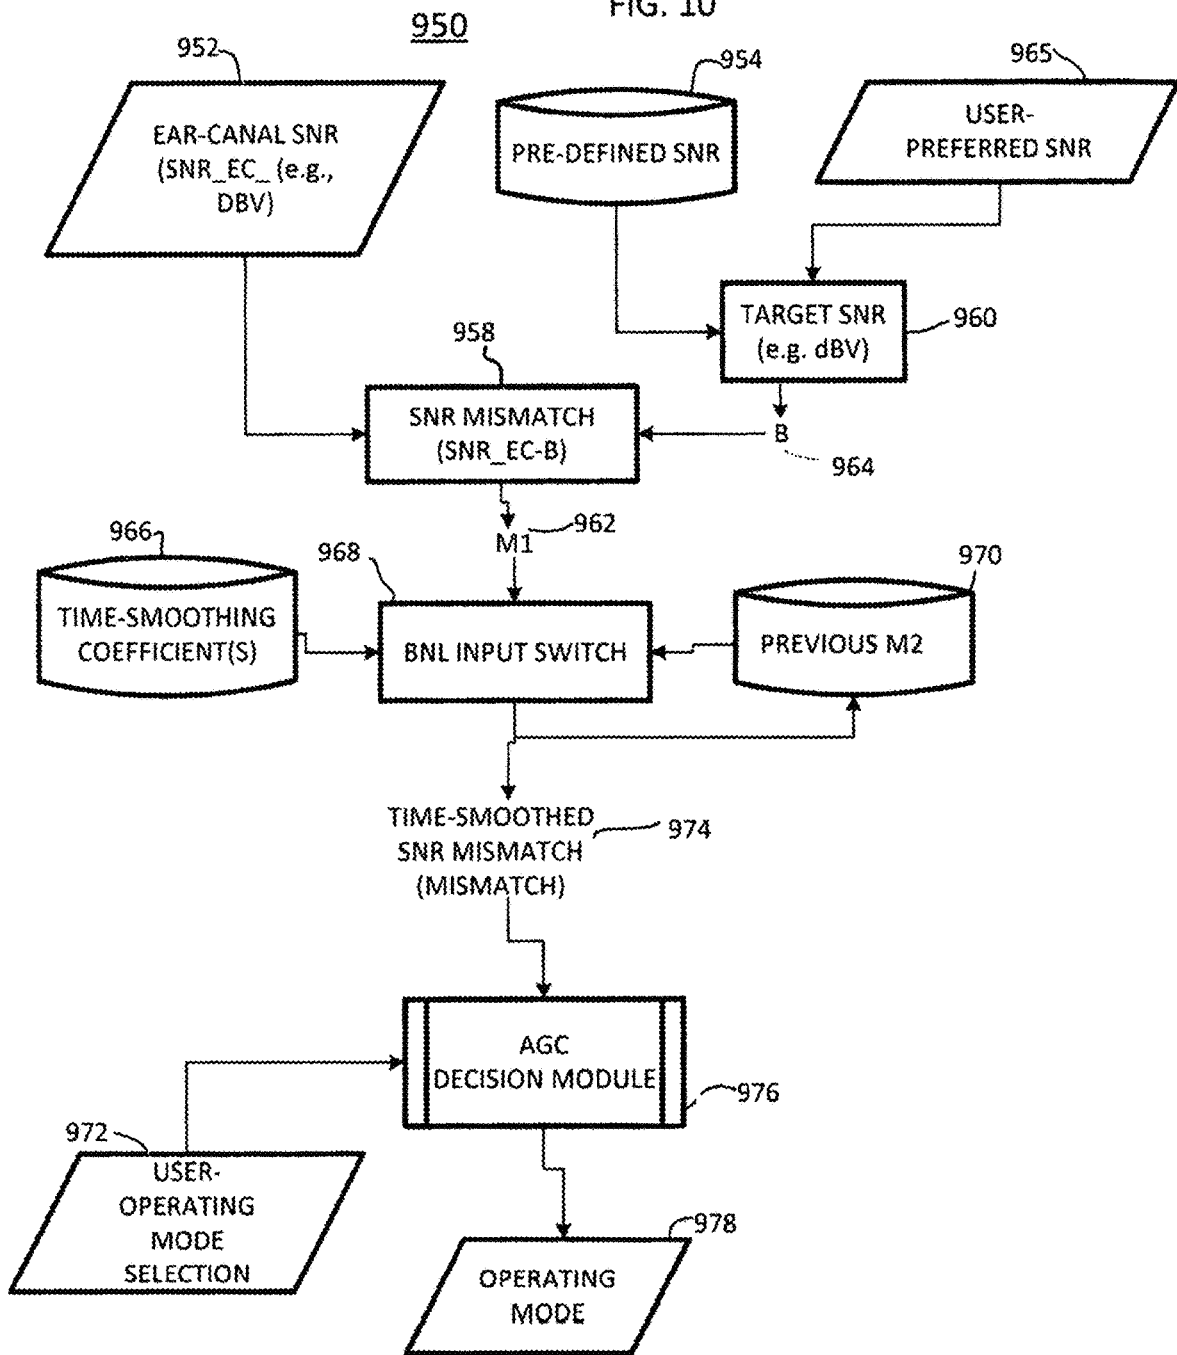 FIG. 10
950
952
954
965
EAR-CANAL SNR
(SNR_EC_ (e.g.,
DBV)
PRE-DEFINED SNR
USER-
PREFERRED SNR
TARGET SNR
(e.g. dBV)
960
958
SNR MISMATCH
(SNR_EC-B)
B
964
M1
962
966
968
970
TIME-SMOOTHING
COEFFICIENT(S)
BNL INPUT SWITCH
PREVIOUS M2
TIME-SMOOTHED
SNR MISMATCH
(MISMATCH)
974
AGC
DECISION MODULE
976
972
USER-
OPERATING
MODE
SELECTION
978
OPERATING
MODE